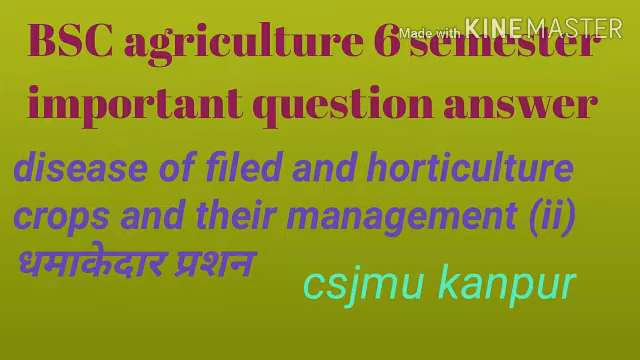 Made with KINEMASTER
BSC agriculture 6 semester
important question answer
disease of filed and horticulture
crops and their management (ii)
धमाकेदार प्रशन
csjmu kanpur